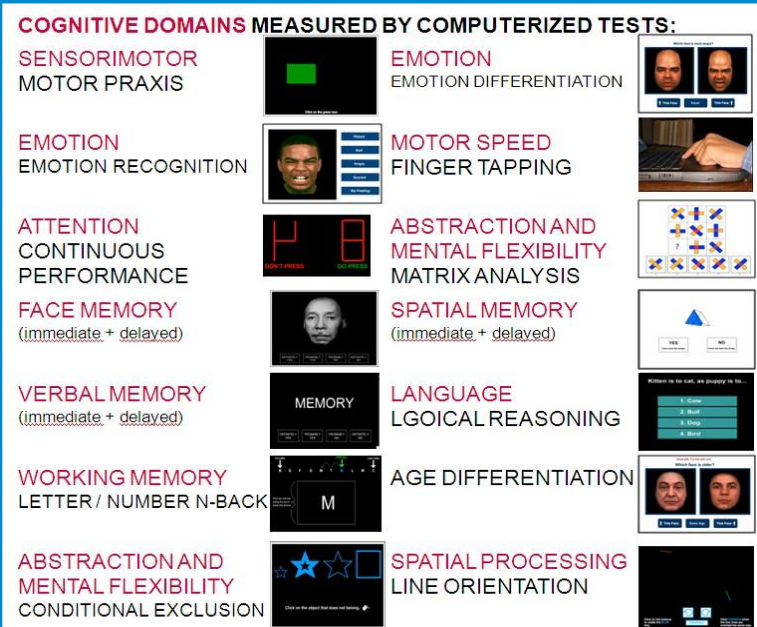 COGNITIVE DOMAINS MEASURED BY COMPUTERIZED TESTS:
SENSORIMOTOR
MOTOR PRAXIS
Click on the green box
EMOTION
EMOTION DIFFERENTIATION
This Face
Equal
This Face
EMOTION
EMOTION RECOGNITION
Happy
Sad
Angry
Scared
No Feeling
MOTOR SPEED
FINGER TAPPING
ATTENTION
CONTINUOUS
PERFORMANCE
DON'T PRESS
DO PRESS
ABSTRACTION AND
MENTAL FLEXIBILITY
MATRIX ANALYSIS
?
FACE MEMORY
(immediate + delayed)
SPATIAL MEMORY
(immediate + delayed)
YES
NO
VERBAL MEMORY
(immediate + delayed)
MEMORY
LANGUAGE
LGOICAL REASONING
Kitten is to cat, as puppy is to...
1. Cow
2. Bull
3. Dog
4. Bird
WORKING MEMORY
LETTER / NUMBER N-BACK
M
AGE DIFFERENTIATION
Which face is older?
This Face
Same Age
This Face
ABSTRACTION AND
MENTAL FLEXIBILITY
CONDITIONAL EXCLUSION
Click on the object that does not belong.
SPATIAL PROCESSING
LINE ORIENTATION